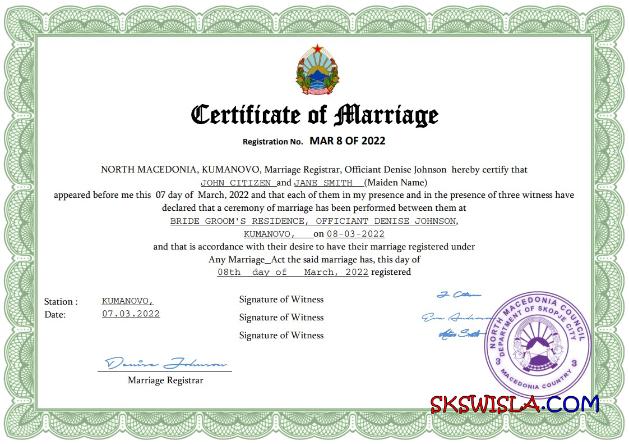 Certificate of Marriage
Registration No. MAR 8 OF 2022
NORTH MACEDONIA, KUMANOVO, Marriage Registrar, Officiant Denise Johnson hereby certify that
JOHN CITIZEN and JANE SMITH (Maiden Name)
appeared before me this 07 day of March, 2022 and that each of them in my presence and in the presence of three witness have
declared that a ceremony of marriage has been performed between them at
BRIDE GROOM'S RESIDENCE, OFFICIANT DENISE JOHNSON,
KUMANOVO, on 08-03-2022
and that is accordance with their desire to have their marriage registered under
Any Marriage_Act the said marriage has, this day of
08th day of March, 2022 registered
Station : KUMANOVO,
Date: 07.03.2022
Signature of Witness
Signature of Witness
Signature of Witness
Denise Johnson
Marriage Registrar
NORTH MACEDONIA COUNCIL
DEPARTMENT OF SKOPJE CITY
3 3
MACEDONIA COUNTRY
SKSWISLA.COM